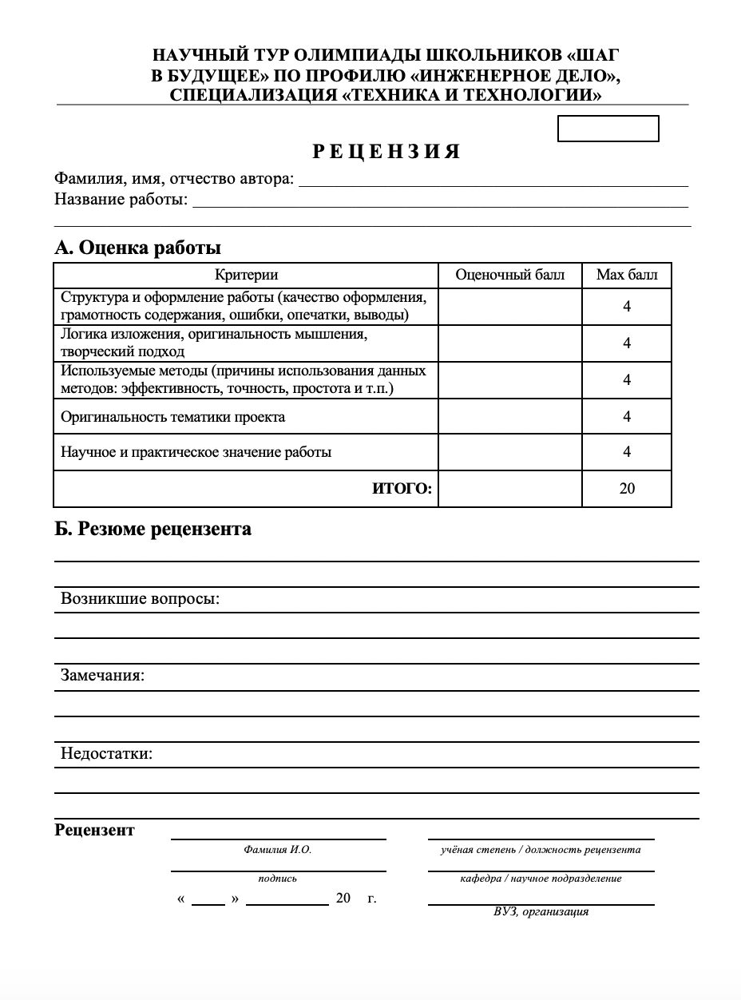 НАУЧНЫЙ ТУР ОЛИМПИАДЫ ШКОЛЬНИКОВ «ШАГ
В БУДУЩЕЕ» ПО ПРОФИЛЮ «ИНЖЕНЕРНОЕ ДЕЛО»,
СПЕЦИАЛИЗАЦИЯ «ТЕХНИКА И ТЕХНОЛОГИИ»
Р Е Ц Е Н З И Я
Фамилия, имя, отчество автора:
Название работы:
А. Оценка работы
Критерии Оценочный балл Max балл
Структура и оформление работы (качество оформления,
грамотность содержания, ошибки, опечатки, выводы) 4
Логика изложения, оригинальность мышления,
творческий подход 4
Используемые методы (причины использования данных
методов: эффективность, точность, простота и т.п.) 4
Оригинальность тематики проекта 4
Научное и практическое значение работы 4
ИТОГО: 20
Б. Резюме рецензента
Возникшие вопросы:
Замечания:
Недостатки:
Рецензент
Фамилия И.О. учёная степень / должность рецензента
подпись кафедра / научное подразделение
« » 20 г.
ВУЗ, организация